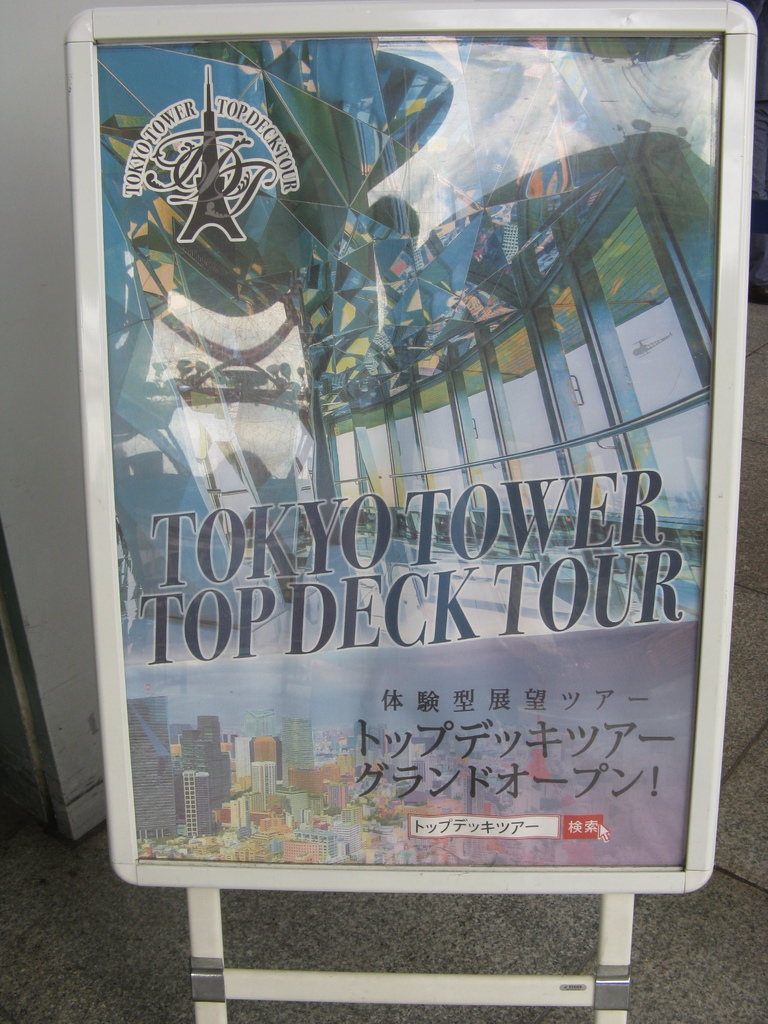 TOKYO TOWER TOP DECK TOUR
TDT
TOKYO TOWER
TOP DECK TOUR
体験型展望ツアー
トップデッキツアー
グランドオープン!
トップデッキツアー 検索